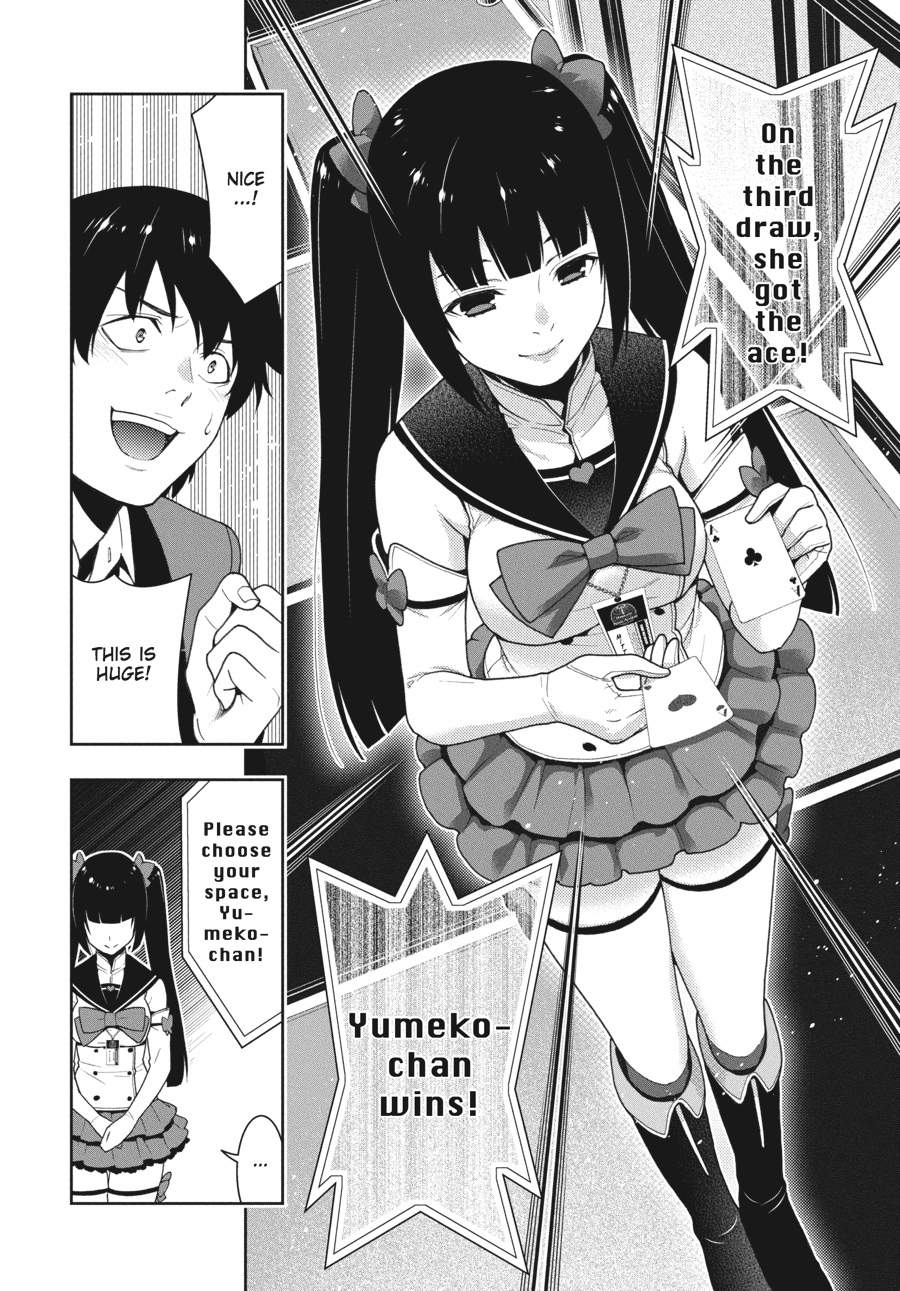 On
the
third
draw,
she
got
the
ace!
NICE
...!
THIS IS
HUGE!
Yumeko-
chan
wins!
Please
choose
your
space,
Yu-
meko-
chan!
...